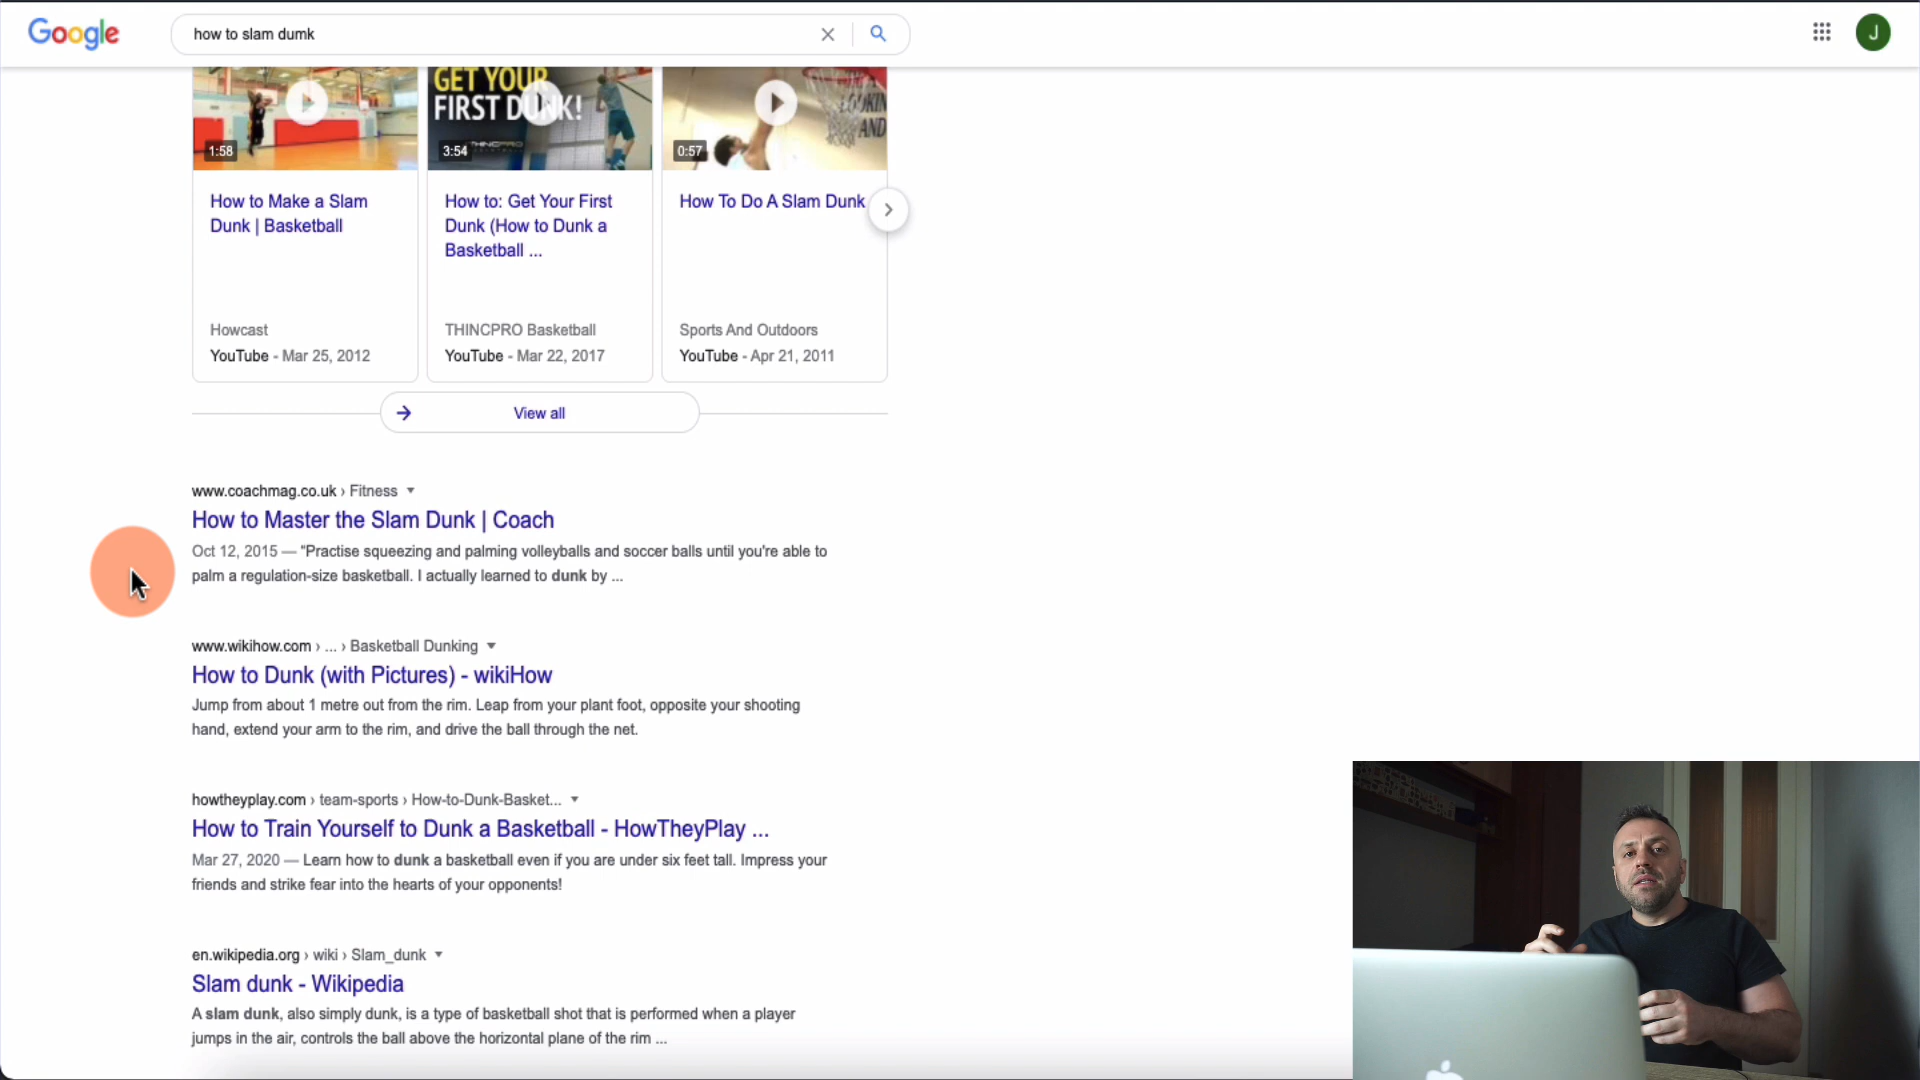 Google
how to slam dumk
J
GET YOUR
FIRST DUNK!
LOOKIN
AND
1:58
3:54
THINCPRO
0:57
How to Make a Slam
Dunk | Basketball
How to: Get Your First
Dunk (How to Dunk a
Basketball ...
How To Do A Slam Dunk
Howcast
YouTube - Mar 25, 2012
THINCPRO Basketball
YouTube - Mar 22, 2017
Sports And Outdoors
YouTube - Apr 21, 2011
View all
www.coachmag.co.uk › Fitness
How to Master the Slam Dunk | Coach
Oct 12, 2015 — "Practise squeezing and palming volleyballs and soccer balls until you're able to
palm a regulation-size basketball. I actually learned to dunk by ...
www.wikihow.com › ... › Basketball Dunking
How to Dunk (with Pictures) - wikiHow
Jump from about 1 metre out from the rim. Leap from your plant foot, opposite your shooting
hand, extend your arm to the rim, and drive the ball through the net.
howtheyplay.com › team-sports › How-to-Dunk-Basket...
How to Train Yourself to Dunk a Basketball - HowTheyPlay ...
Mar 27, 2020 — Learn how to dunk a basketball even if you are under six feet tall. Impress your
friends and strike fear into the hearts of your opponents!
en.wikipedia.org › wiki › Slam_dunk
Slam dunk - Wikipedia
A slam dunk, also simply dunk, is a type of basketball shot that is performed when a player
jumps in the air, controls the ball above the horizontal plane of the rim ...